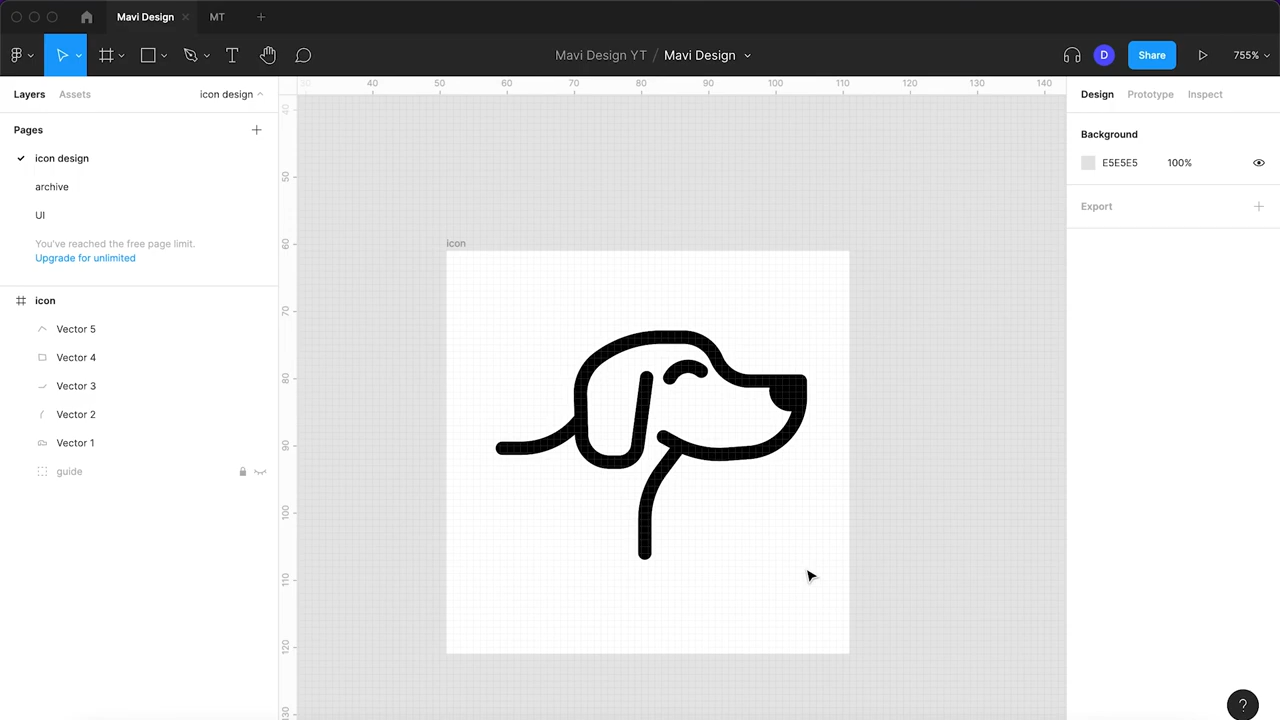 Mavi Design
MT
Mavi Design YT / Mavi Design
D
Share
755%
Layers
Assets
icon design
Design
Prototype
Inspect
30 40 50 60 70 80 90 100 110 120 130 140
Pages
icon design
archive
UI
You've reached the free page limit.
Upgrade for unlimited
icon
Vector 5
Vector 4
Vector 3
Vector 2
Vector 1
guide
40
50
60
70
80
90
100
110
120
130
icon
Background
E5E5E5 100%
Export
?